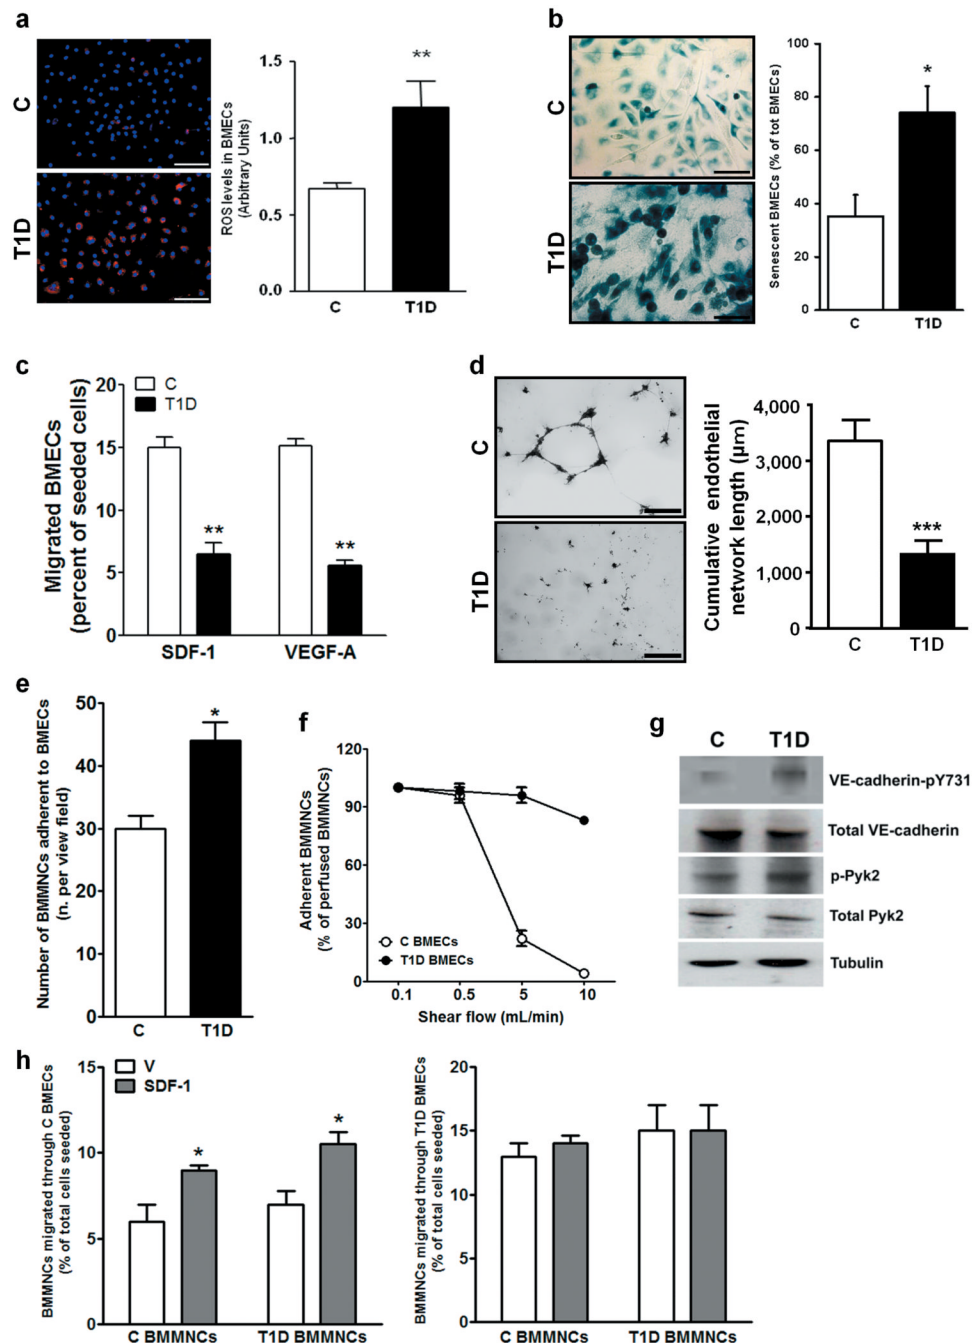 a
C
T1D
ROS levels in BMECs
(Arbitrary Units)
1.5
1.0
0.5
0.0
**
C
T1D
b
C
T1D
Senescent BMECs (% of tot BMECs)
100
80
60
40
20
0
*
C
T1D
c
Migrated BMECs
(percent of seeded cells)
20
15
10
5
0
C
T1D
**
**
SDF-1
VEGF-A
d
C
T1D
Cumulative endothelial
network length (µm)
4,000
3,000
2,000
1,000
0
***
C
T1D
e
Number of BMMNCs adherent to BMECs
(n. per view field)
50
40
30
20
10
0
*
C
T1D
f
Adherent BMMNCs
(% of perfused BMMNCs)
120
90
60
30
0
C BMECs
T1D BMECs
0.1
0.5
5
10
Shear flow (mL/min)
g
C
T1D
VE-cadherin-pY731
Total VE-cadherin
p-Pyk2
Total Pyk2
Tubulin
h
BMMNCs migrated through C BMECs
(% of total cells seeded)
15
10
5
0
V
SDF-1
*
*
C BMMNCs
T1D BMMNCs
BMMNCs migrated through T1D BMECs
(% of total cells seeded)
20
15
10
5
0
C BMMNCs
T1D BMMNCs